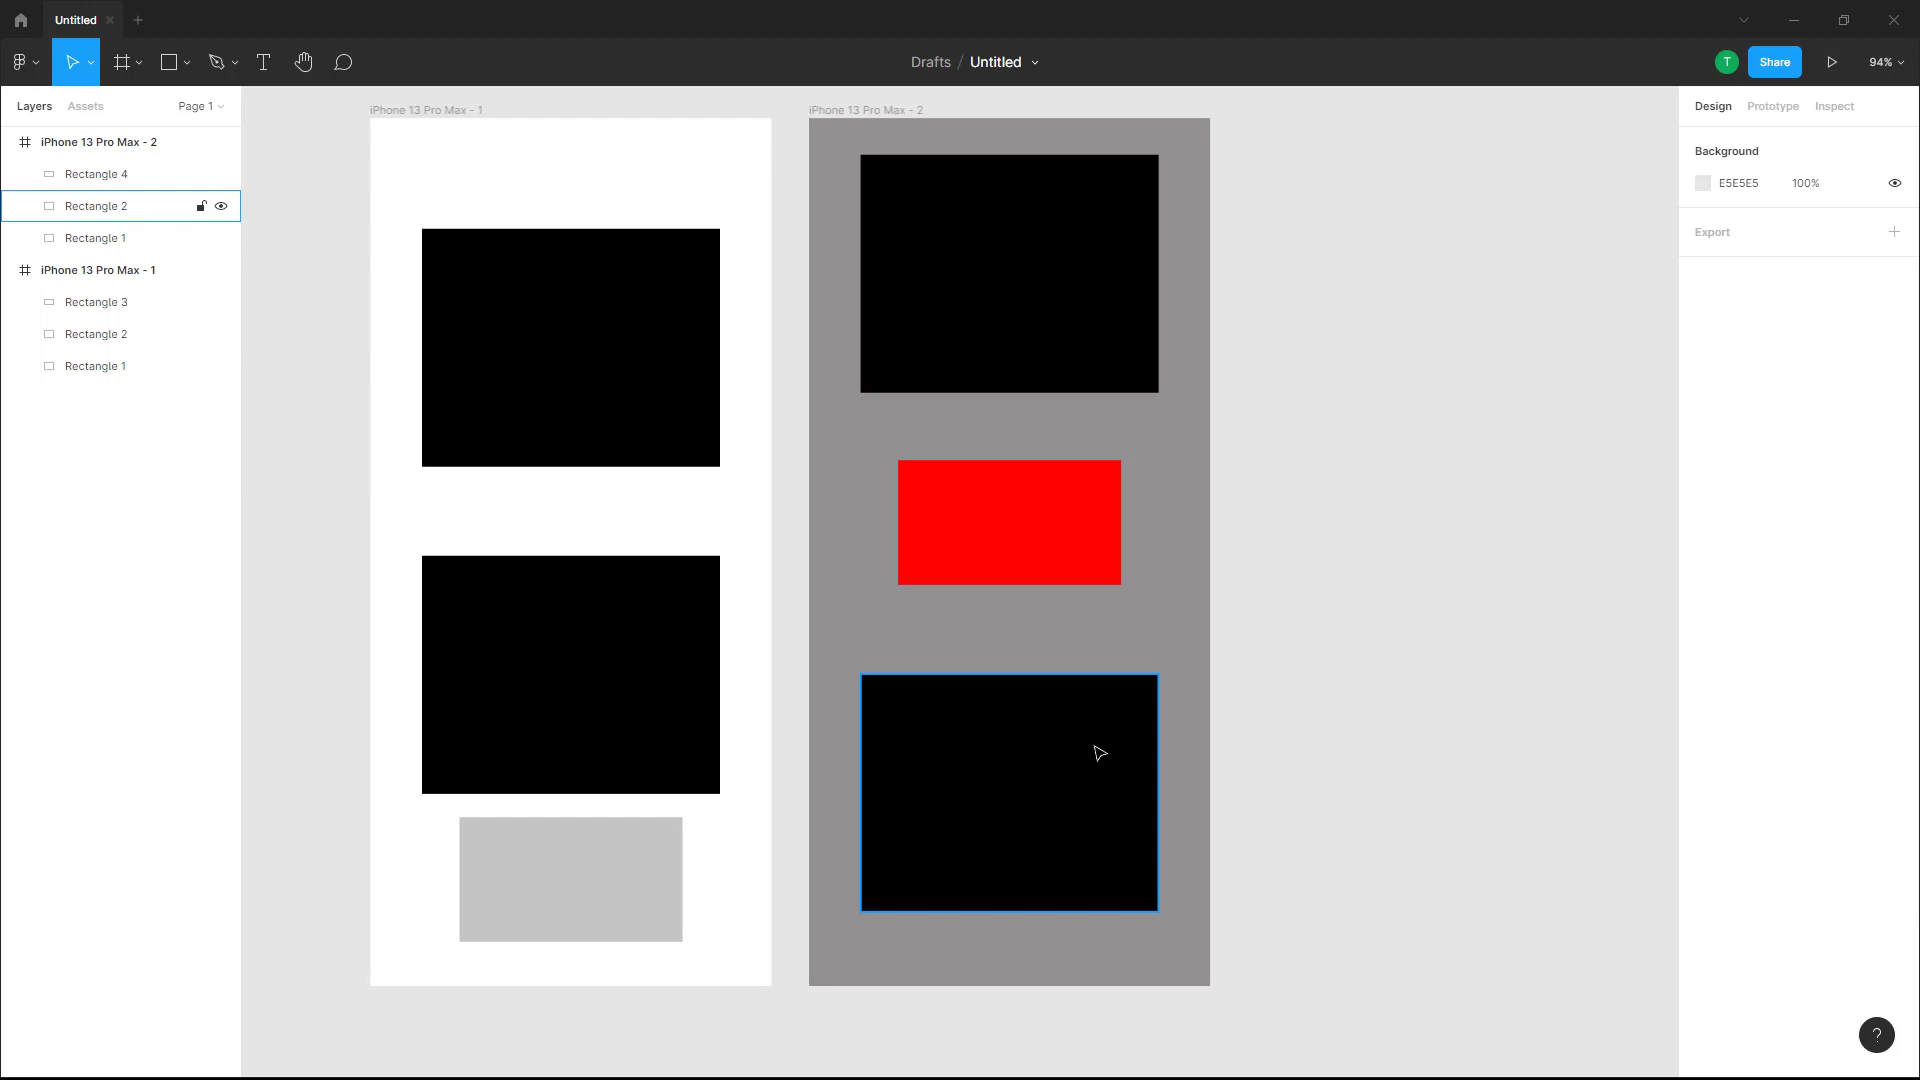 Untitled
Drafts / Untitled
T
Share
94%
Layers
Assets
Page 1
iPhone 13 Pro Max - 2
Rectangle 4
Rectangle 2
Rectangle 1
iPhone 13 Pro Max - 1
Rectangle 3
Rectangle 2
Rectangle 1
iPhone 13 Pro Max - 1
iPhone 13 Pro Max - 2
Design
Prototype
Inspect
Background
E5E5E5
100%
Export
?